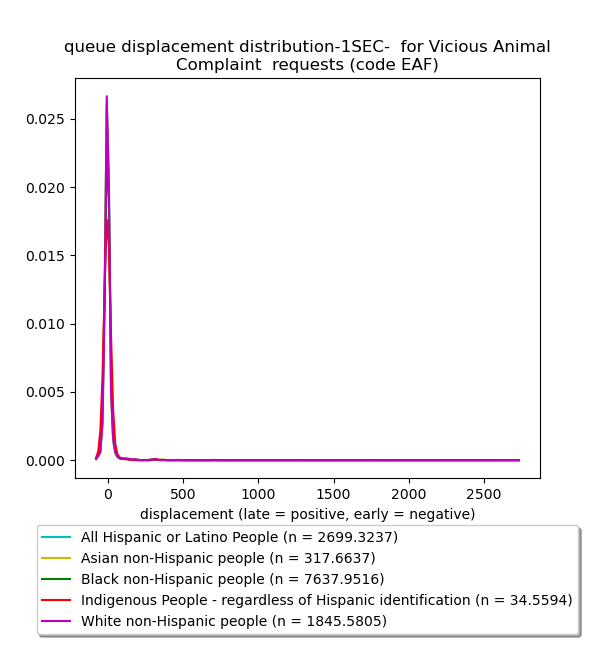 queue displacement distribution-1SEC-  for Vicious Animal
Complaint  requests (code EAF)
0.025
0.020
0.015
0.010
0.005
0.000
0 500 1000 1500 2000 2500
displacement (late = positive, early = negative)
All Hispanic or Latino People (n = 2699.3237)
Asian non-Hispanic people (n = 317.6637)
Black non-Hispanic people (n = 7637.9516)
Indigenous People - regardless of Hispanic identification (n = 34.5594)
White non-Hispanic people (n = 1845.5805)